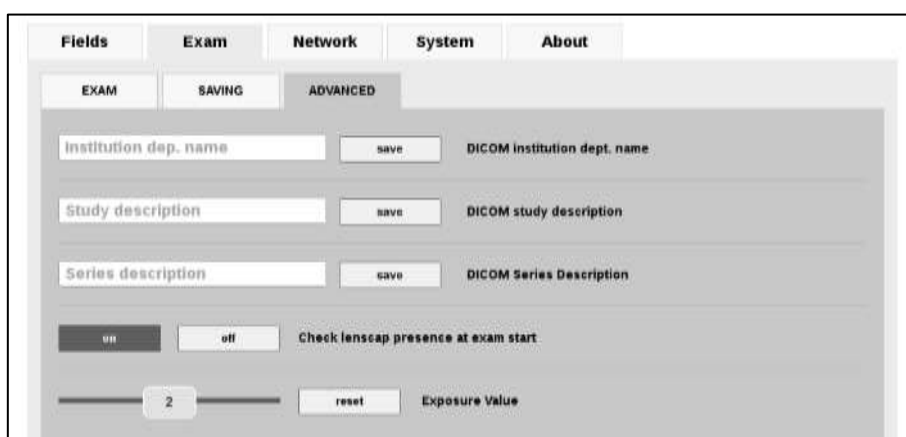 Fields Exam Network System About
EXAM SAVING ADVANCED
Institution dep. name save DICOM institution dept. name
Study description save DICOM study description
Series description save DICOM Series Description
on off Check lenscap presence at exam start
2 reset Exposure Value